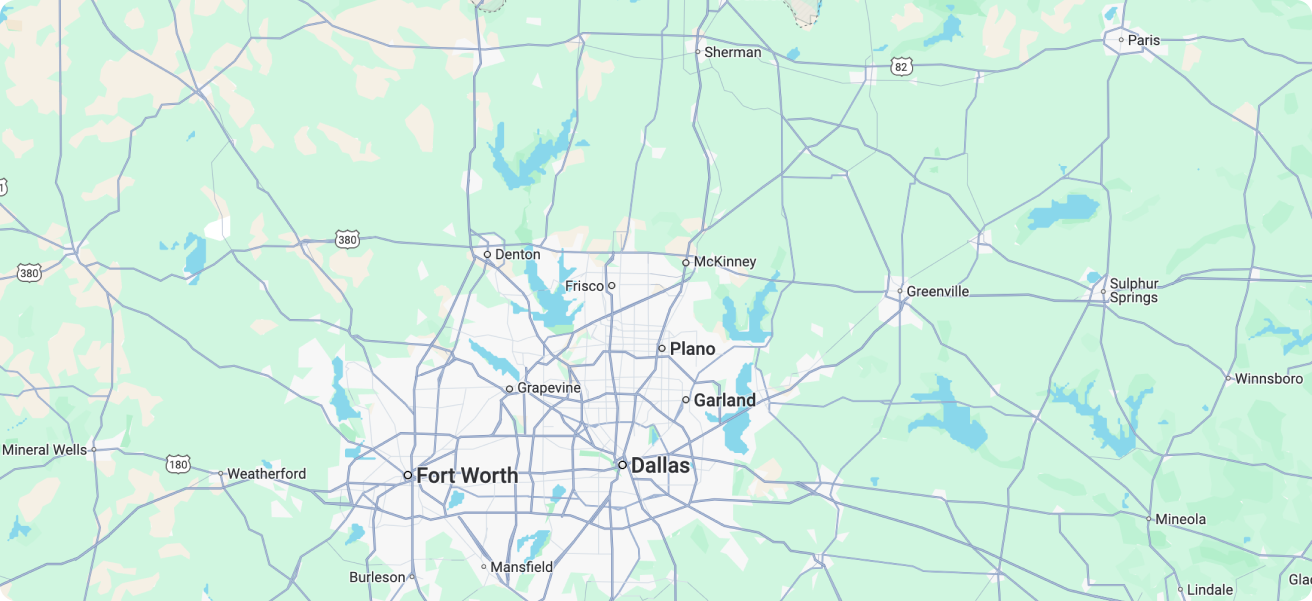 Paris
Sherman
82
380
Denton
McKinney
380
Frisco
Sulphur
Springs
Greenville
Plano
Winnsboro
Grapevine
Garland
Mineral Wells
180
Weatherford
Fort Worth
Dallas
Mineola
Mansfield
Burleson
Lindale